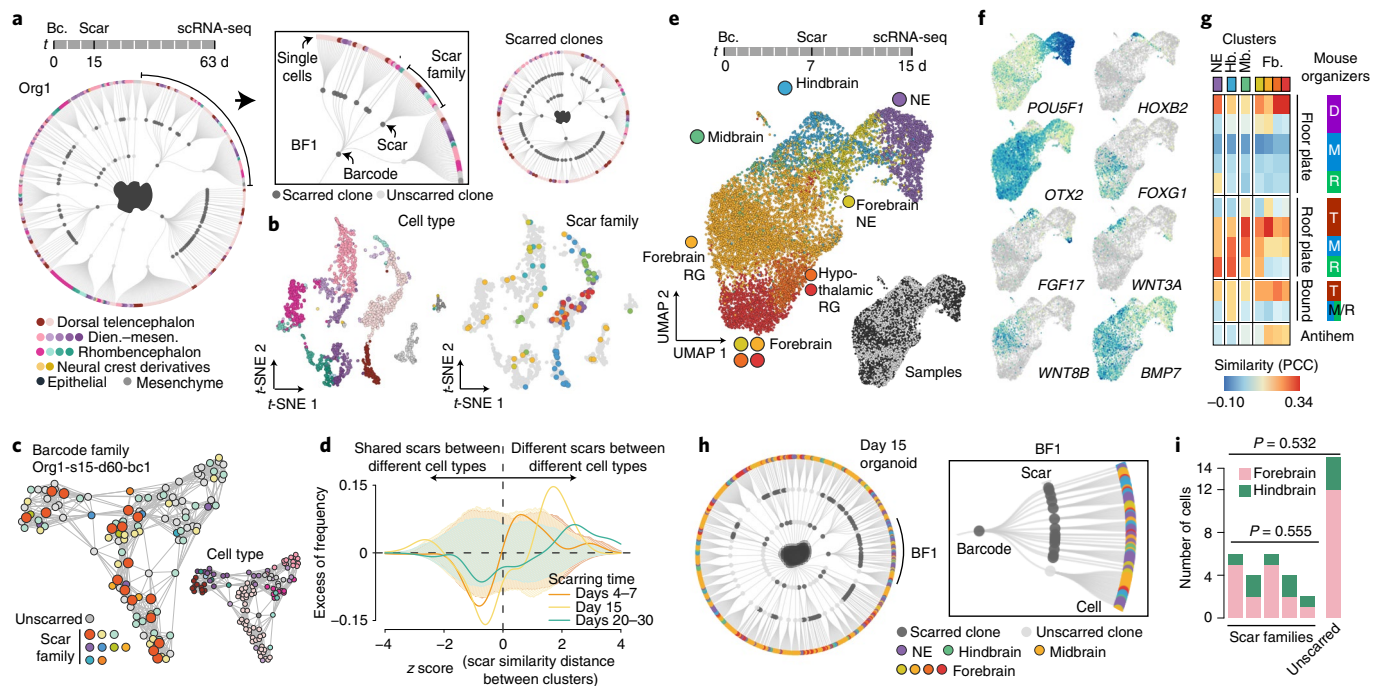 a
Bc. Scar scRNA-seq
t
0 15 63 d
Org1
Single cells
Scar family
BF1
Scar
Barcode
Scarred clone Unscarred clone
Scarred clones
Dorsal telencephalon
Dien.–mesen.
Rhombencephalon
Neural crest derivatives
Epithelial Mesenchyme
b
Cell type Scar family
t-SNE 2
t-SNE 1
t-SNE 2
t-SNE 1
c
Barcode family
Org1-s15-d60-bc1
Cell type
Unscarred
Scar
family
d
Shared scars between
different cell types
Different scars between
different cell types
Excess of frequency
0.15
0
–0.15
Scarring time
Days 4–7
Day 15
Days 20–30
–4 –2 0 2 4
z score (scar similarity distance
between clusters)
e
Bc. Scar scRNA-seq
t
0 7 15 d
Hindbrain
NE
Midbrain
Forebrain
NE
Forebrain
RG
Hypo-
thalamic
RG
UMAP 2
UMAP 1
Forebrain
Samples
f
POU5F1 HOXB2
OTX2 FOXG1
FGF17 WNT3A
WNT8B BMP7
g
Clusters
NE Hb. Mb. Fb.
Mouse
organizers
Floor plate
D
M
R
Roof plate
T
M
R
Bound
T
M/R
Anthem
Similarity (PCC)
–0.10 0.34
h
Day 15
organoid
BF1
BF1
Scar
Barcode
Cell
Scarred clone Unscarred clone
NE Hindbrain Midbrain
Forebrain
i
P = 0.532
Forebrain
Hindbrain
P = 0.555
Number of cells
14
12
8
4
0
Scar families
Unscarred